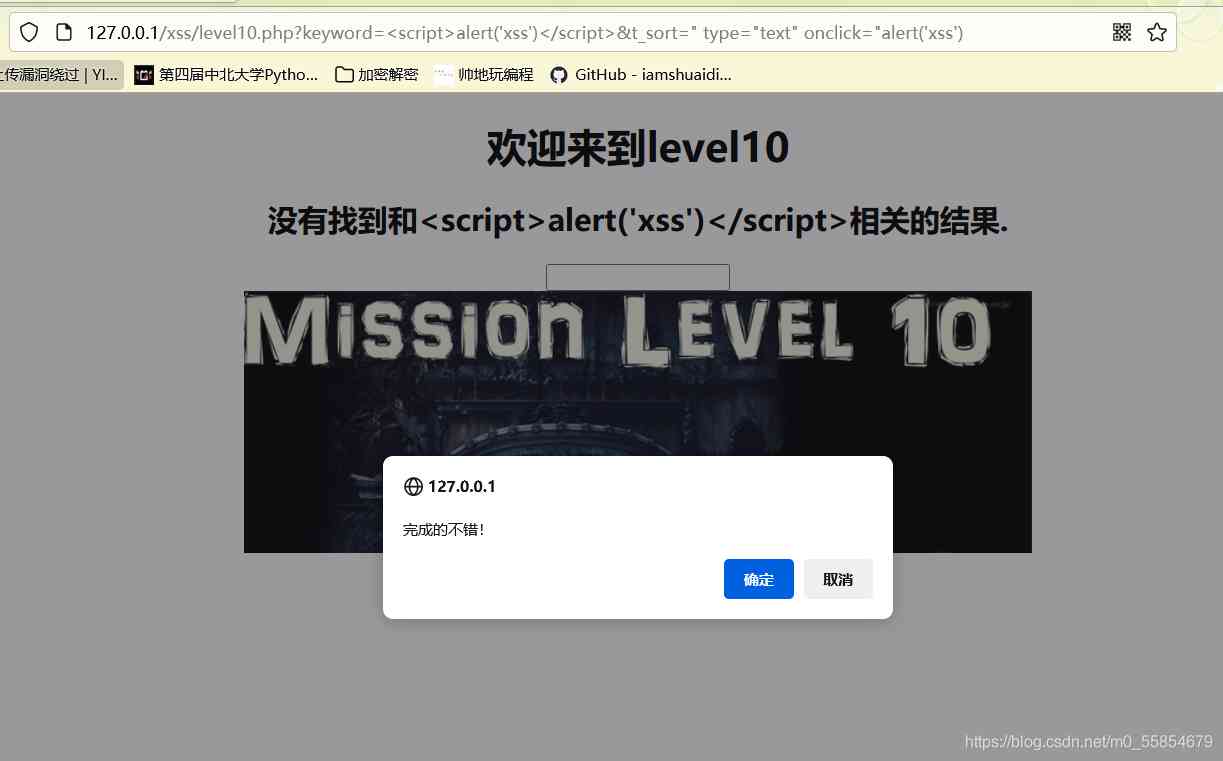 127.0.0.1/xss/level10.php?keyword=<script>alert('xss')</script>&t_sort=" type="text" onclick="alert('xss')
传漏洞绕过 | YI... 第四届中北大学Pytho... 加密解密 帅地玩编程 GitHub - iamshuaidi...
欢迎来到level10
没有找到和<script>alert('xss')</script>相关的结果.
Mission Level 10
127.0.0.1
完成的不错！
确定 取消
https://blog.csdn.net/m0_55854679